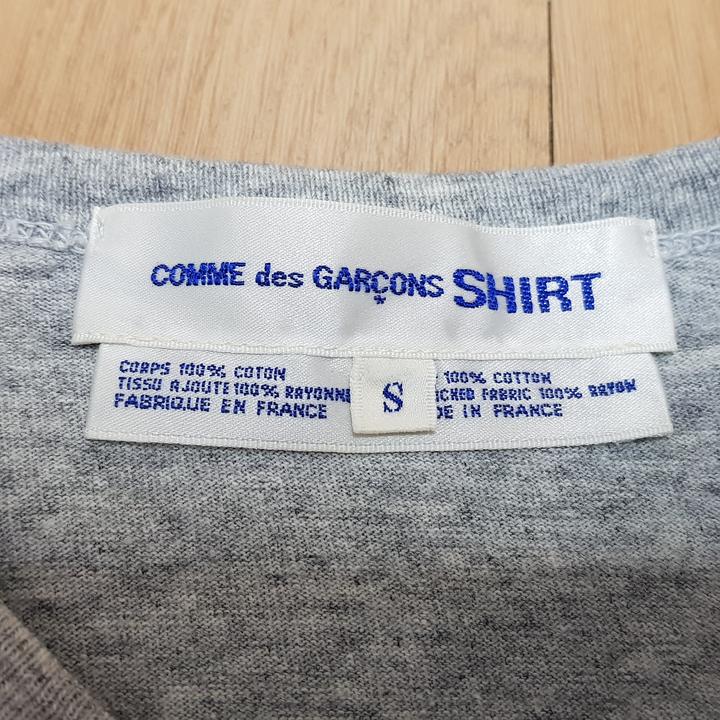 COMME des GARÇONS SHIRT
CORPS 100% COTON
TISSU AJOUTE 100% RAYONNE
FABRIQUE EN FRANCE
S
100% COTTON
FABRIC 100% RAYON
IN FRANCE